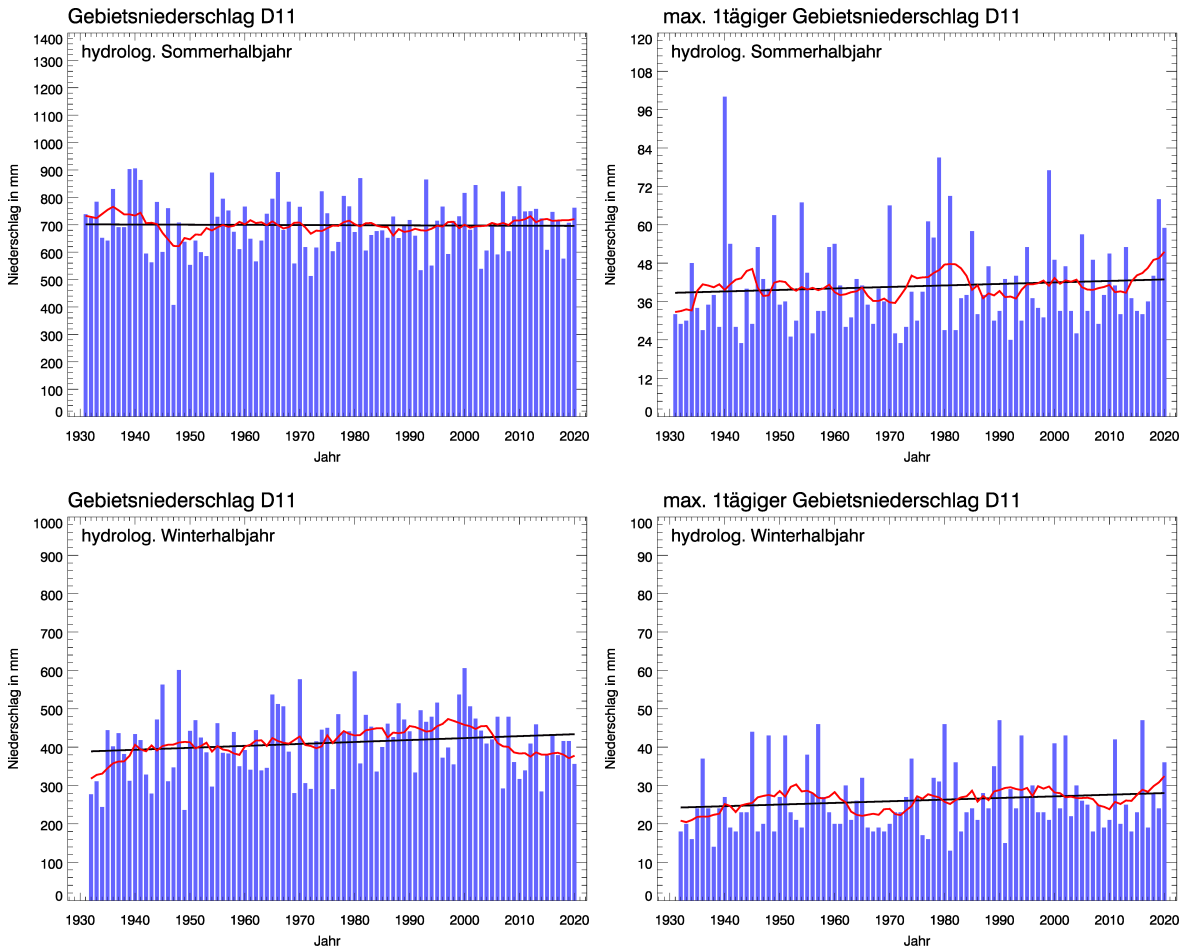 Gebietsniederschlag D11
hydrolog. Sommerhalbjahr
Niederschlag in mm
1400
1300
1200
1100
1000
900
800
700
600
500
400
300
200
100
0
1930 1940 1950 1960 1970 1980 1990 2000 2010 2020
Jahr
max. 1tägiger Gebietsniederschlag D11
hydrolog. Sommerhalbjahr
Niederschlag in mm
120
108
96
84
72
60
48
36
24
12
0
1930 1940 1950 1960 1970 1980 1990 2000 2010 2020
Jahr
Gebietsniederschlag D11
hydrolog. Winterhalbjahr
Niederschlag in mm
1000
900
800
700
600
500
400
300
200
100
0
1930 1940 1950 1960 1970 1980 1990 2000 2010 2020
Jahr
max. 1tägiger Gebietsniederschlag D11
hydrolog. Winterhalbjahr
Niederschlag in mm
100
90
80
70
60
50
40
30
20
10
0
1930 1940 1950 1960 1970 1980 1990 2000 2010 2020
Jahr